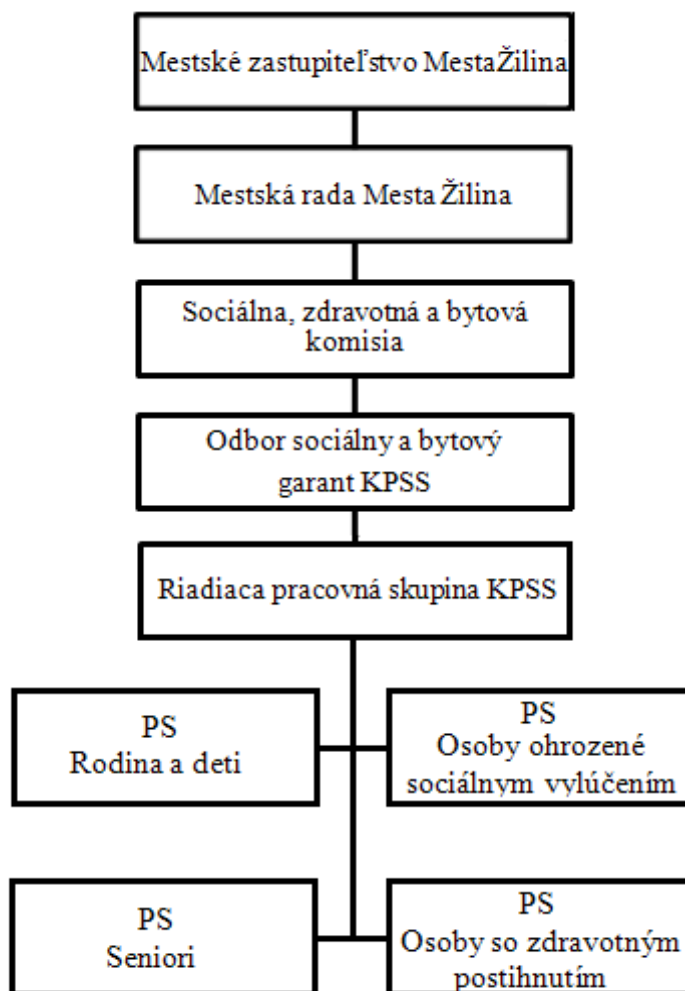 Mestské zastupiteľstvo MestaŽilina
Mestská rada Mesta Žilina
Sociálna, zdravotná a bytová
komisia
Odbor sociálny a bytový
garant KPSS
Riadiaca pracovná skupina KPSS
PS
Rodina a deti
PS
Osoby ohrozené
sociálnym vylúčením
PS
Seniori
PS
Osoby so zdravotným
postihnutím